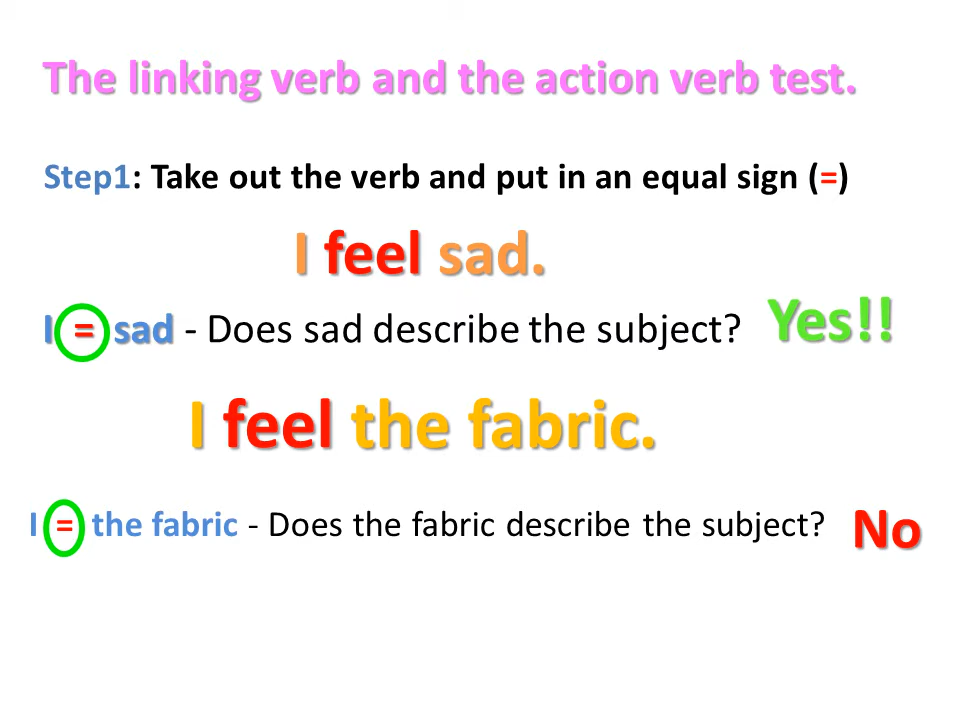 The linking verb and the action verb test.
Step1: Take out the verb and put in an equal sign (=)
I feel sad.
I = sad - Does sad describe the subject? Yes!!
I feel the fabric.
I = the fabric - Does the fabric describe the subject? No